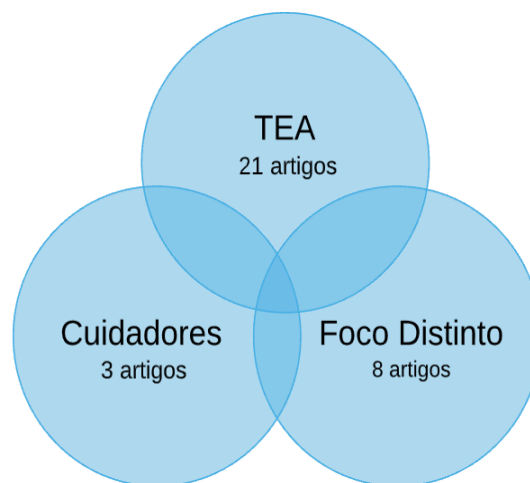 TEA
21 artigos
Cuidadores
3 artigos
Foco Distinto
8 artigos